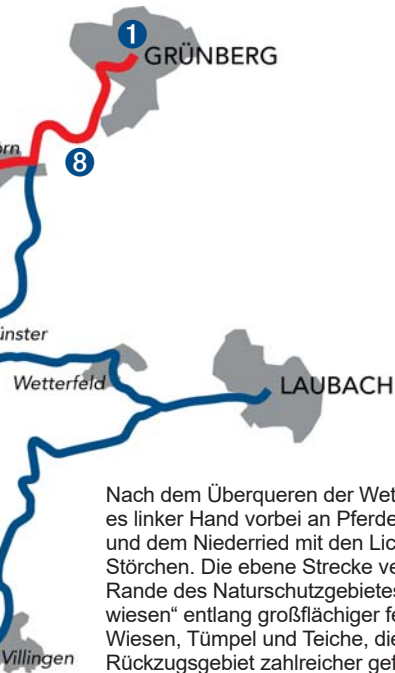 1
GRÜNBERG
örn
8
ünster
Wetterfeld
LAUBACH
Nach dem Überqueren der Wet
es linker Hand vorbei an Pferde
und dem Niederried mit den Lic
Störchen. Die ebene Strecke ve
Rande des Naturschutzgebietes
wiesen“ entlang großflächiger fe
Wiesen, Tümpel und Teiche, die
Rückzugsgebiet zahlreicher gef
Villingen